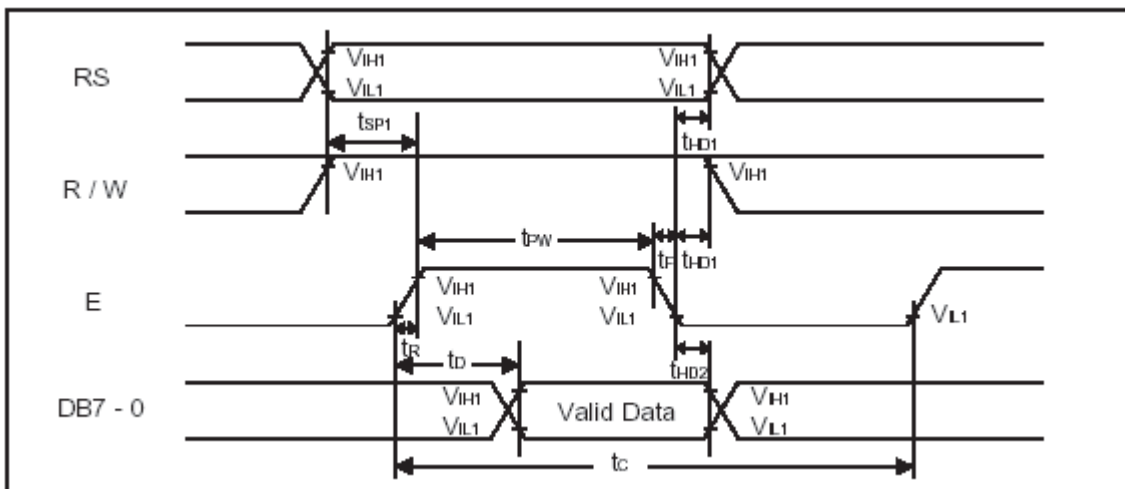 RS
VIH1
VIL1
VIH1
VIL1
tSP1
tHD1
R / W
VIH1
VIH1
tPW
tF
tHD1
E
VIH1
VIL1
VIH1
VIL1
VIL1
tR
tD
tHD2
DB7 - 0
VIH1
VIL1
Valid Data
VIH1
VIL1
tC